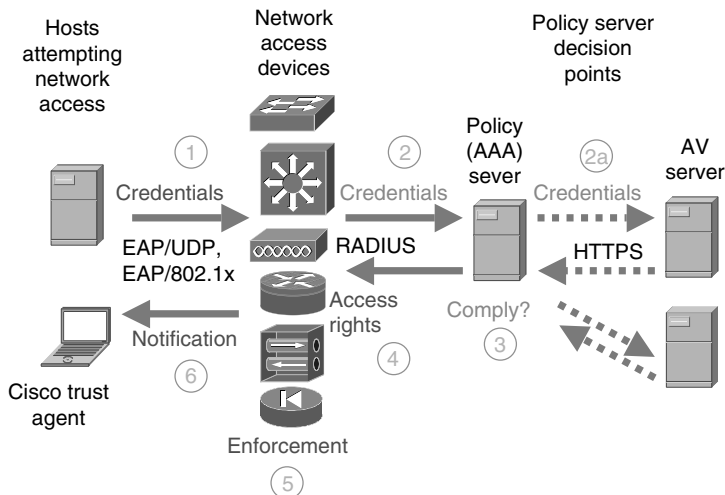 Hosts
attempting
network
access
Network
access
devices
Policy server
decision
points
1
2
Policy
(AAA)
sever
2a
AV
server
Credentials
Credentials
Credentials
EAP/UDP,
EAP/802.1x
RADIUS
HTTPS
Access
rights
Comply?
Notification
4
3
6
Cisco trust
agent
Enforcement
5